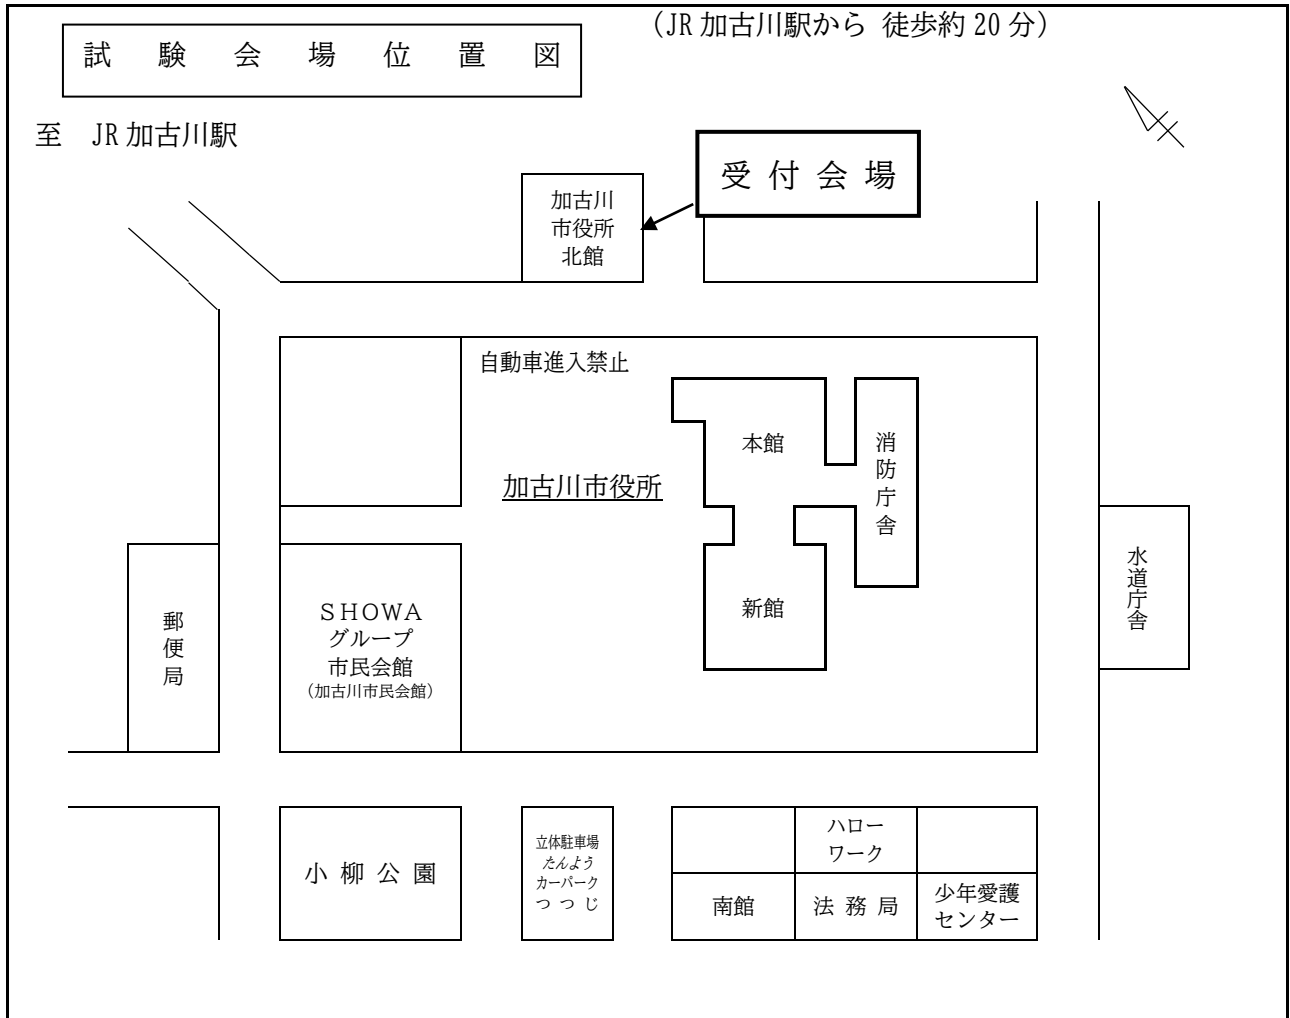 （JR 加古川駅から 徒歩約 20 分）
試 験 会 場 位 置 図
至 JR 加古川駅
受 付 会 場
加古川
市役所
北館
自動車進入禁止
本館
消防庁舎
加古川市役所
水道庁舎
新館
郵便局
ＳＨＯＷＡ
グループ
市民会館
（加古川市民会館）
小 柳 公 園
立体駐車場
たんよう
カーパーク
つ つ じ
ハロー
ワーク
南館
法 務 局
少年愛護
センター